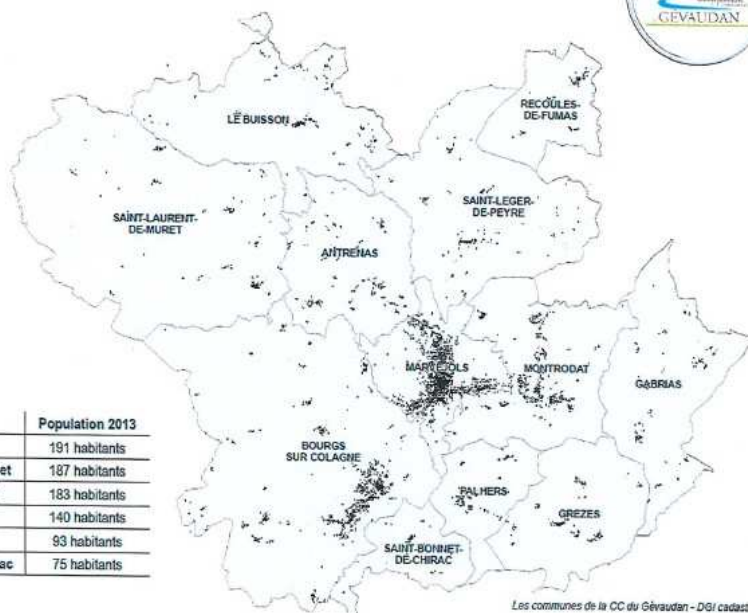 GÉVAUDAN
LE BUISSON
RECOULES-
DE-FUMAS
SAINT-LAURENT-
DE-MURET
SAINT-LEGER-
DE-PEYRE
ANTRENAS
MARVEJOLS
MONTRODAT
GABRIAS
BOURGS
SUR COLAGNE
PALHERS
GREZES
SAINT-BONNET-
DE-CHIRAC
Population 2013
191 habitants
et 187 habitants
183 habitants
140 habitants
93 habitants
ac 75 habitants
Les communes de la CC du Gévaudan - DGI cadast